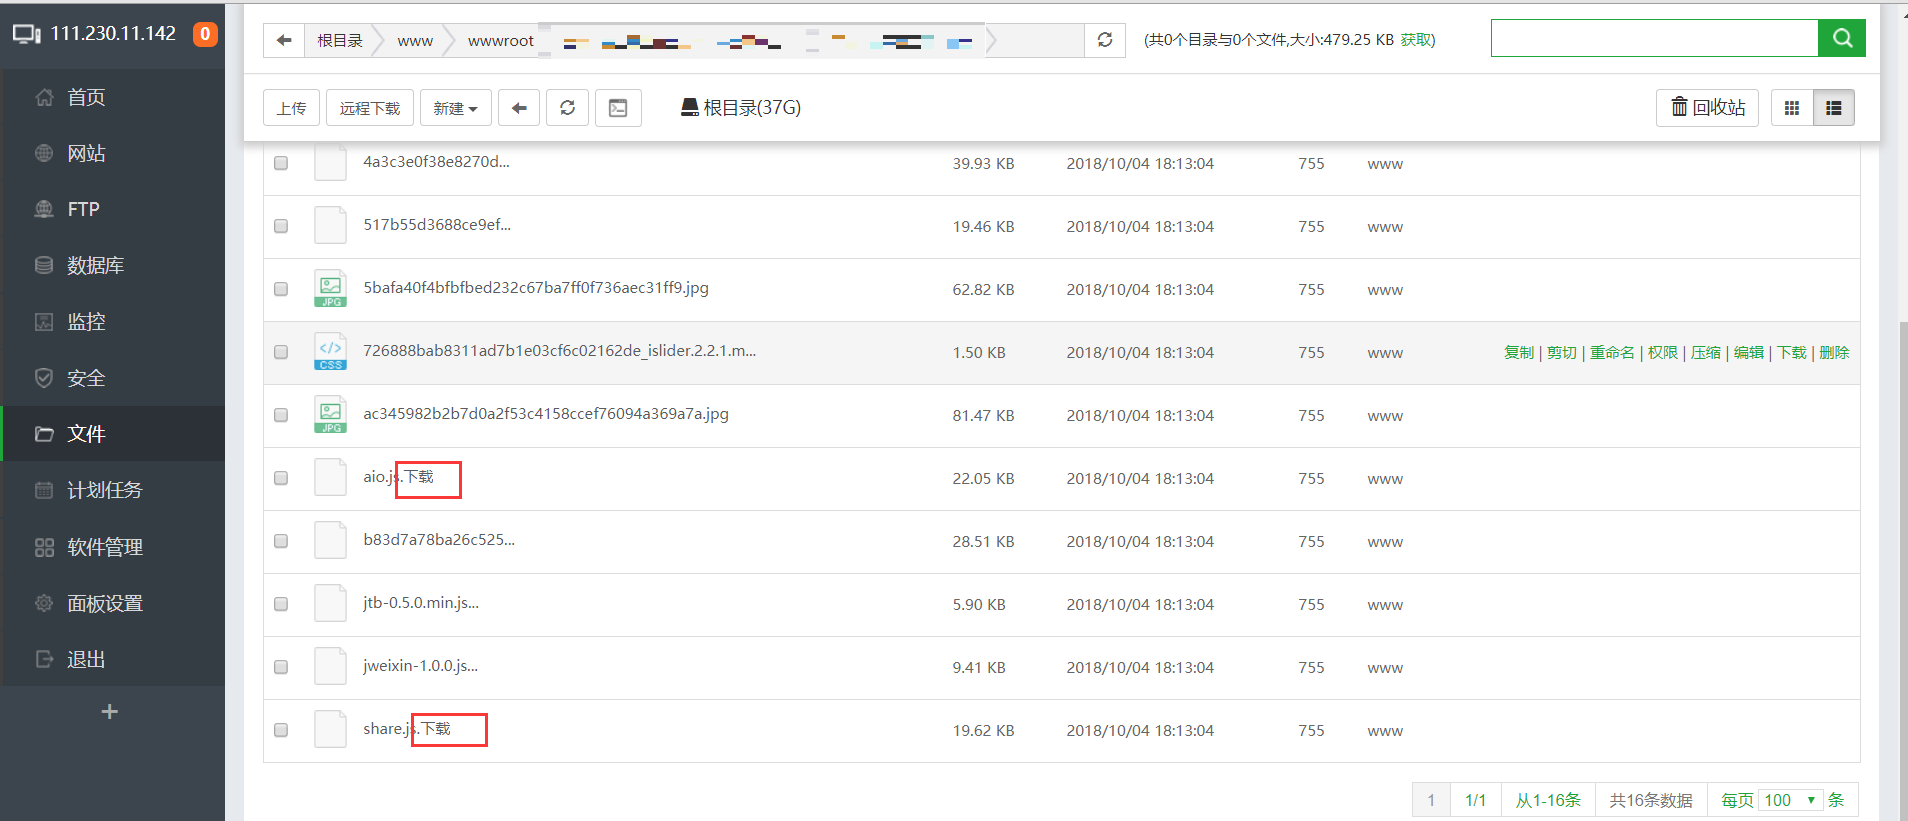 111.230.11.142 0
首页
网站
FTP
数据库
监控
安全
文件
计划任务
软件管理
面板设置
退出
根目录 www wwwroot (共0个目录与0个文件,大小:479.25 KB 获取)
上传 远程下载 新建 根目录(37G) 回收站
4a3c3e0f38e8270d... 39.93 KB 2018/10/04 18:13:04 755 www
517b55d3688ce9ef... 19.46 KB 2018/10/04 18:13:04 755 www
JPG 5bafa40f4bfbfbed232c67ba7ff0f736aec31ff9.jpg 62.82 KB 2018/10/04 18:13:04 755 www
</> CSS 726888bab8311ad7b1e03cf6c02162de_islider.2.2.1.m... 1.50 KB 2018/10/04 18:13:04 755 www 复制 | 剪切 | 重命名 | 权限 | 压缩 | 编辑 | 下载 | 删除
JPG ac345982b2b7d0a2f53c4158ccef76094a369a7a.jpg 81.47 KB 2018/10/04 18:13:04 755 www
aio.js.下载 22.05 KB 2018/10/04 18:13:04 755 www
b83d7a78ba26c525... 28.51 KB 2018/10/04 18:13:04 755 www
jtb-0.5.0.min.js... 5.90 KB 2018/10/04 18:13:04 755 www
jweixin-1.0.0.js... 9.41 KB 2018/10/04 18:13:04 755 www
share.js.下载 19.62 KB 2018/10/04 18:13:04 755 www
1 1/1 从1-16条 共16条数据 每页 100 条